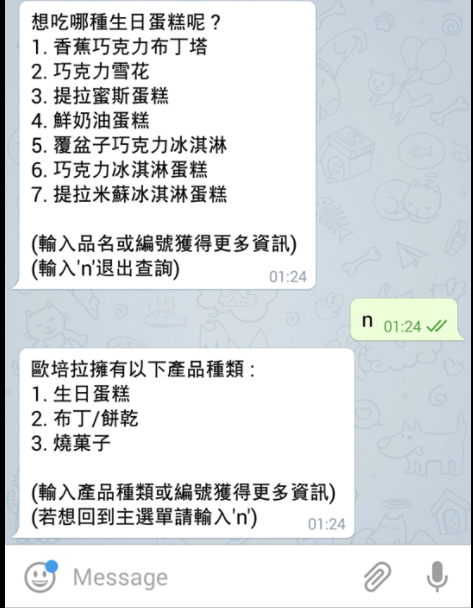 想吃哪種生日蛋糕呢？
1. 香蕉巧克力布丁塔
2. 巧克力雪花
3. 提拉蜜斯蛋糕
4. 鮮奶油蛋糕
5. 覆盆子巧克力冰淇淋
6. 巧克力冰淇淋蛋糕
7. 提拉米蘇冰淇淋蛋糕
(輸入品名或編號獲得更多資訊)
(輸入'n'退出查詢)
01:24
n 01:24
歐培拉擁有以下產品種類：
1. 生日蛋糕
2. 布丁/餅乾
3. 燒菓子
(輸入產品種類或編號獲得更多資訊)
(若想回到主選單請輸入'n')
01:24
Message